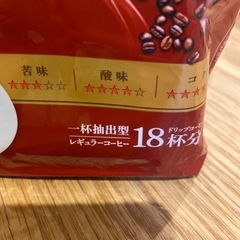 苦味 酸味 コ
★★★☆☆ ★★★★☆ ★★★
一杯抽出型 ドリップコーヒー
レギュラーコーヒー 18杯分